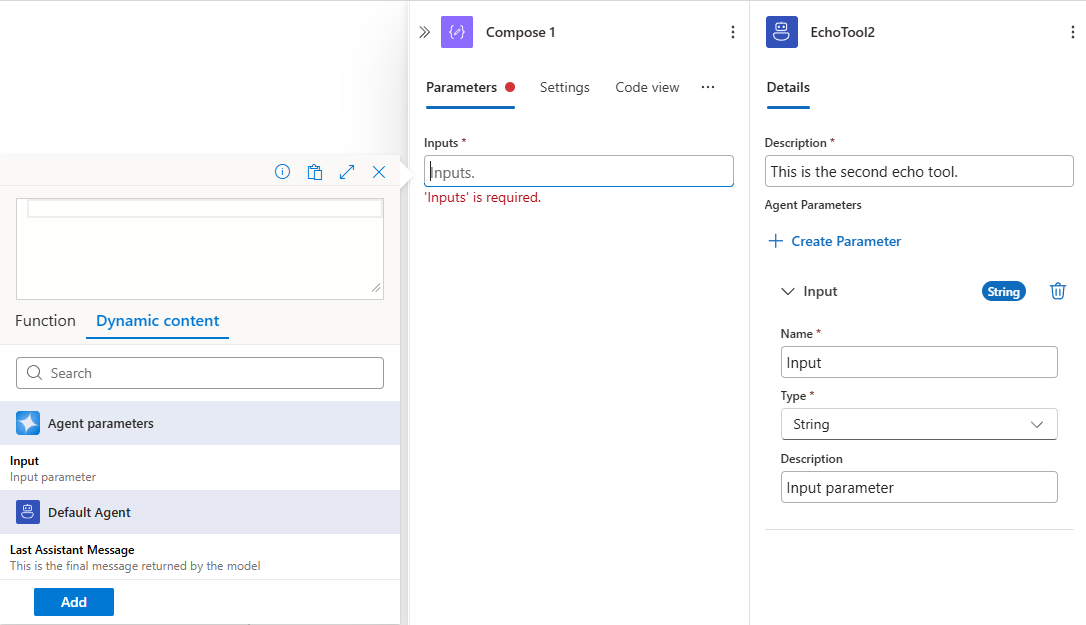 Function
Dynamic content
Search
Agent parameters
Input
Input parameter
Default Agent
Last Assistant Message
This is the final message returned by the model
Add
Compose 1
Parameters
Settings
Code view
Inputs *
Inputs.
'Inputs' is required.
EchoTool2
Details
Description *
This is the second echo tool.
Agent Parameters
Create Parameter
Input
String
Name *
Input
Type *
String
Description
Input parameter